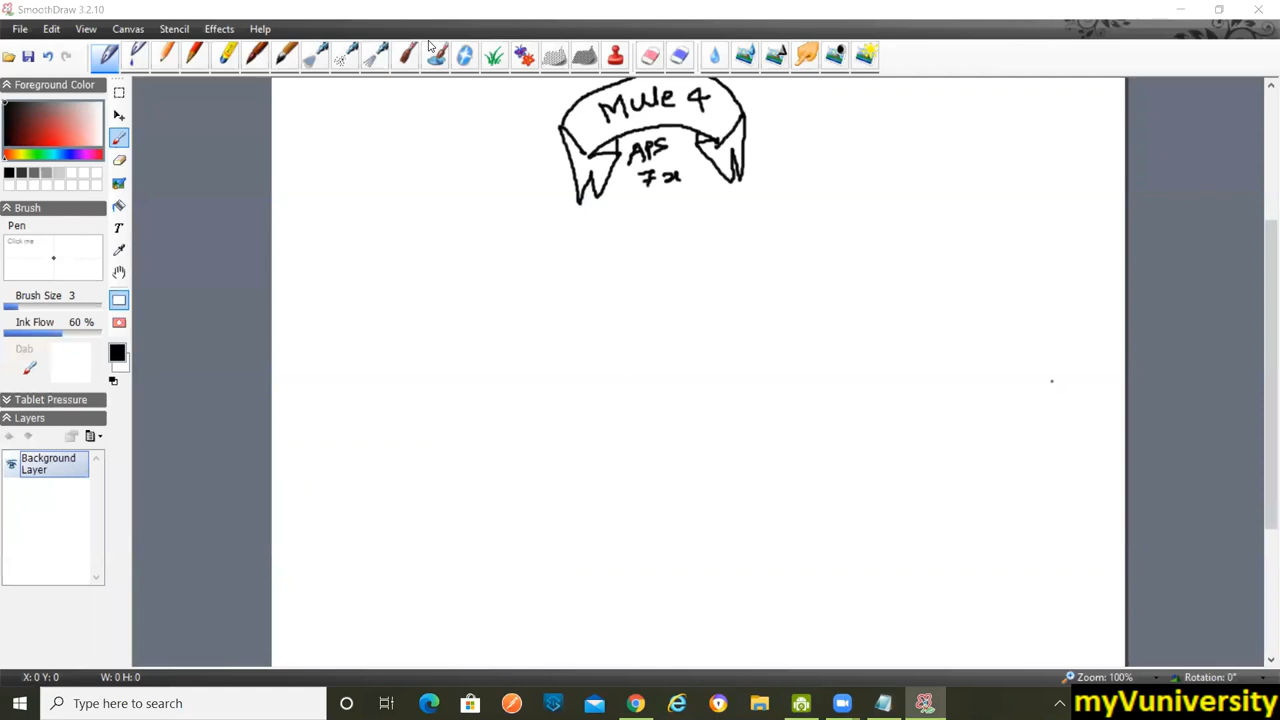 SmoothDraw 3.2.10
File Edit View Canvas Stencil Effects Help
Foreground Color
Brush
Pen
Click me
Brush Size 3
Ink Flow 60 %
Dab
Tablet Pressure
Layers
Background
Layer
Mule 4
APS
7x
X: 0 Y: 0 W: 0 H: 0 Zoom: 100% Rotation: 0°
Type here to search
myVuniversity